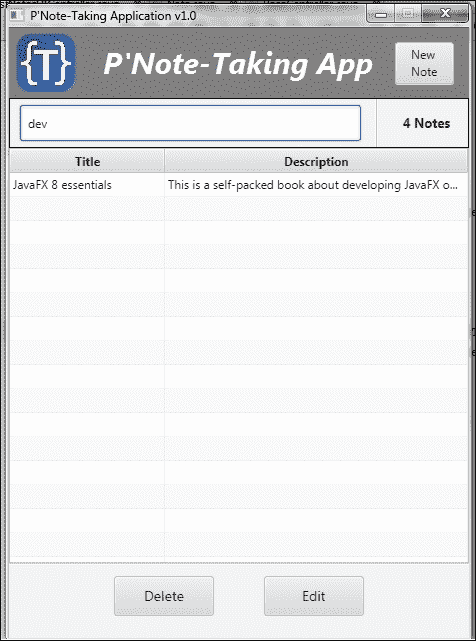 P'Note-Taking Application v1.0
{T}
P'Note-Taking App
New
Note
dev
4 Notes
Title
Description
JavaFX 8 essentials
This is a self-packed book about developing JavaFX o...
Delete
Edit